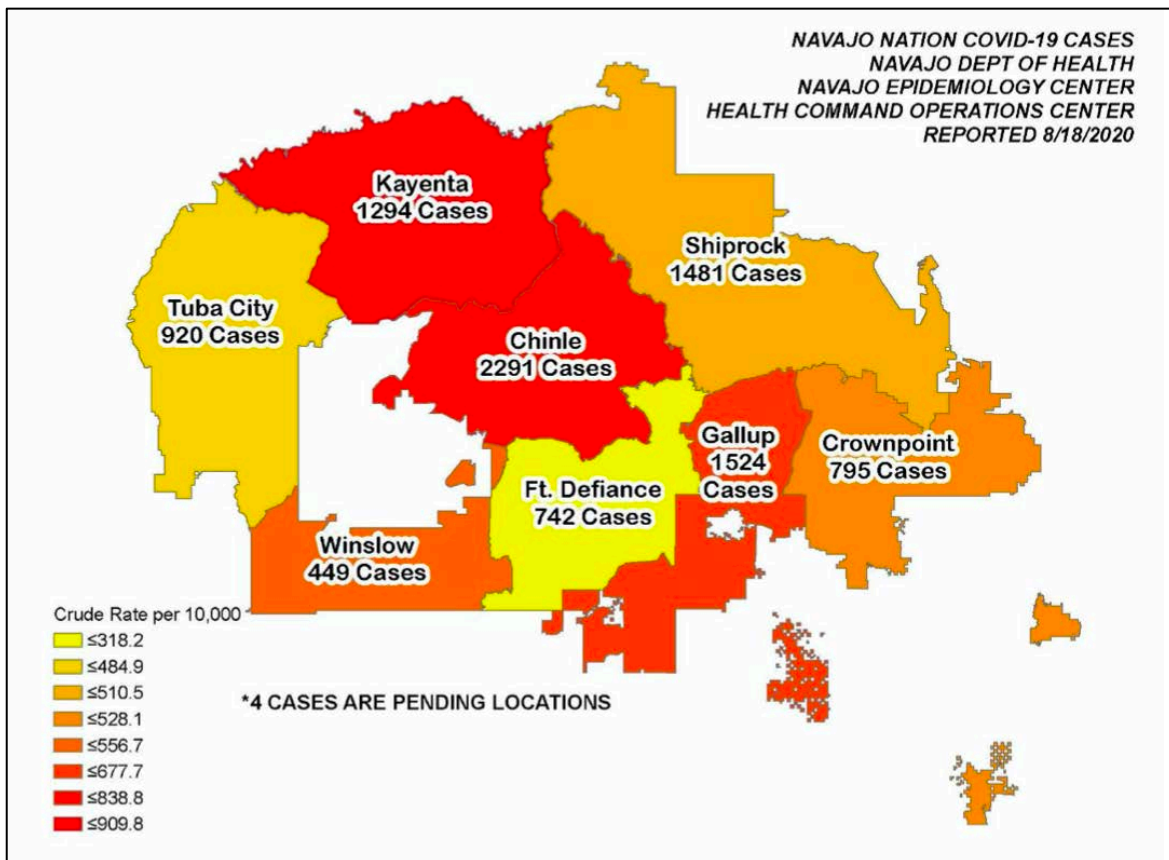 NAVAJO NATION COVID-19 CASES
NAVAJO DEPT OF HEALTH
NAVAJO EPIDEMIOLOGY CENTER
HEALTH COMMAND OPERATIONS CENTER
REPORTED 8/18/2020
Kayenta
1294 Cases
Shiprock
1481 Cases
Tuba City
920 Cases
Chinle
2291 Cases
Gallup
1524
Cases
Crownpoint
795 Cases
Ft. Defiance
742 Cases
Winslow
449 Cases
Crude Rate per 10,000
≤318.2
≤484.9
≤510.5
≤528.1
≤556.7
≤677.7
≤838.8
≤909.8
*4 CASES ARE PENDING LOCATIONS